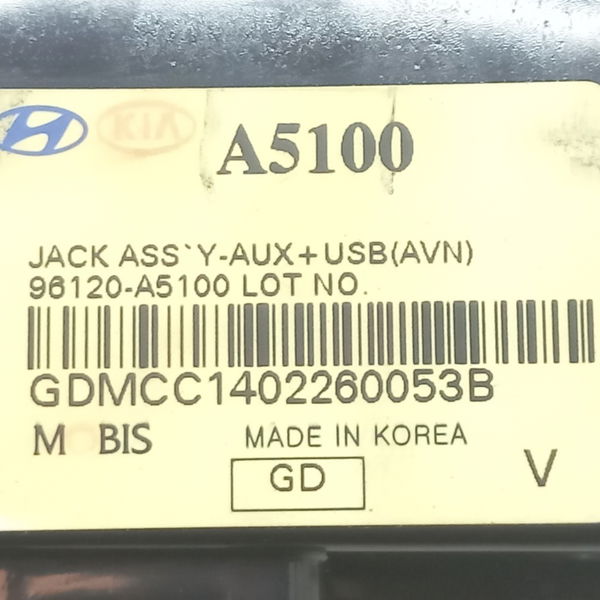 KIA A5100
JACK ASS`Y-AUX+USB(AVN)
96120-A5100 LOT NO.
GDMCC1402260053B
MOBIS MADE IN KOREA
GD V